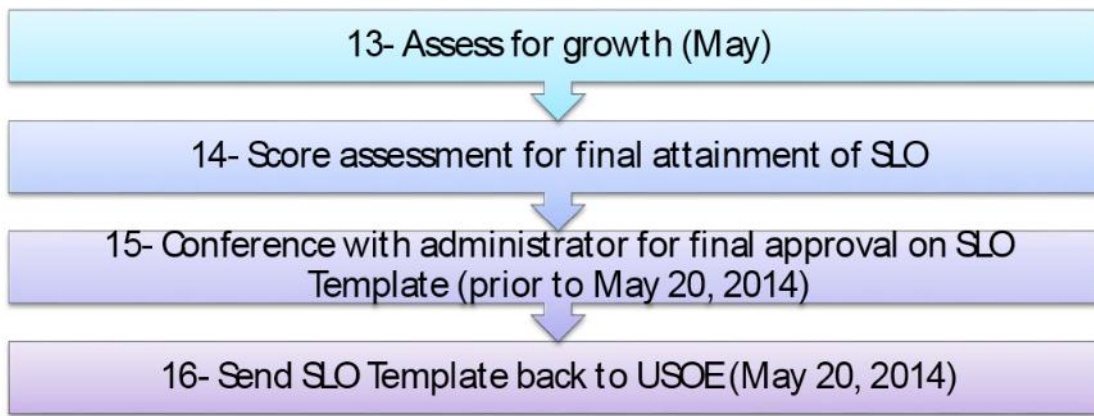 13- Assess for growth (May)
14- Score assessment for final attainment of SLO
15- Conference with administrator for final approval on SLO
Template (prior to May 20, 2014)
16- Send SLO Template back to USOE (May 20, 2014)